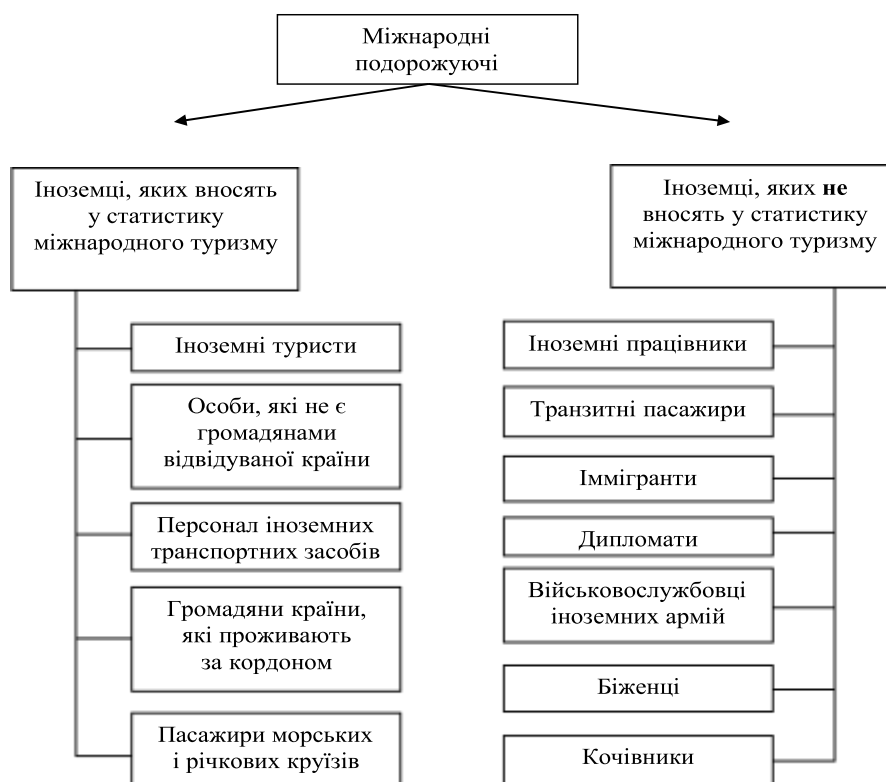 Міжнародні
подорожуючі
Іноземці, яких вносять
у статистику
міжнародного туризму
Іноземці, яких не
вносять у статистику
міжнародного туризму
Іноземні туристи
Особи, які не є
громадянами
відвідуваної країни
Персонал іноземних
транспортних засобів
Громадяни країни,
які проживають
за кордоном
Пасажири морських
і річкових круїзів
Іноземні працівники
Транзитні пасажири
Іммігранти
Дипломати
Військовослужбовці
іноземних армій
Біженці
Кочівники